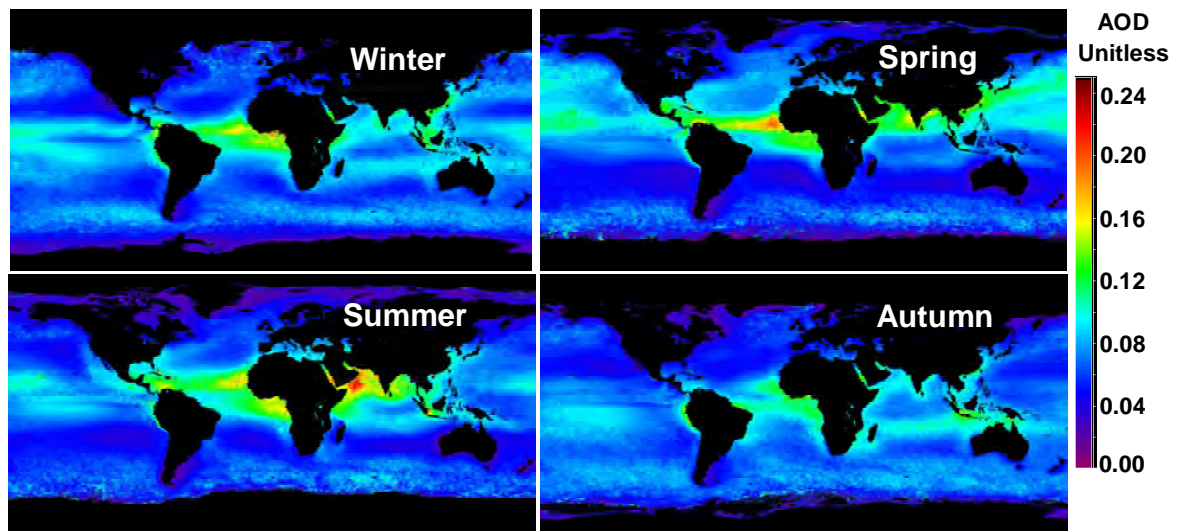 Winter
Spring
AOD
Unitless
0.24
0.20
0.16
0.12
0.08
0.04
0.00
Summer
Autumn